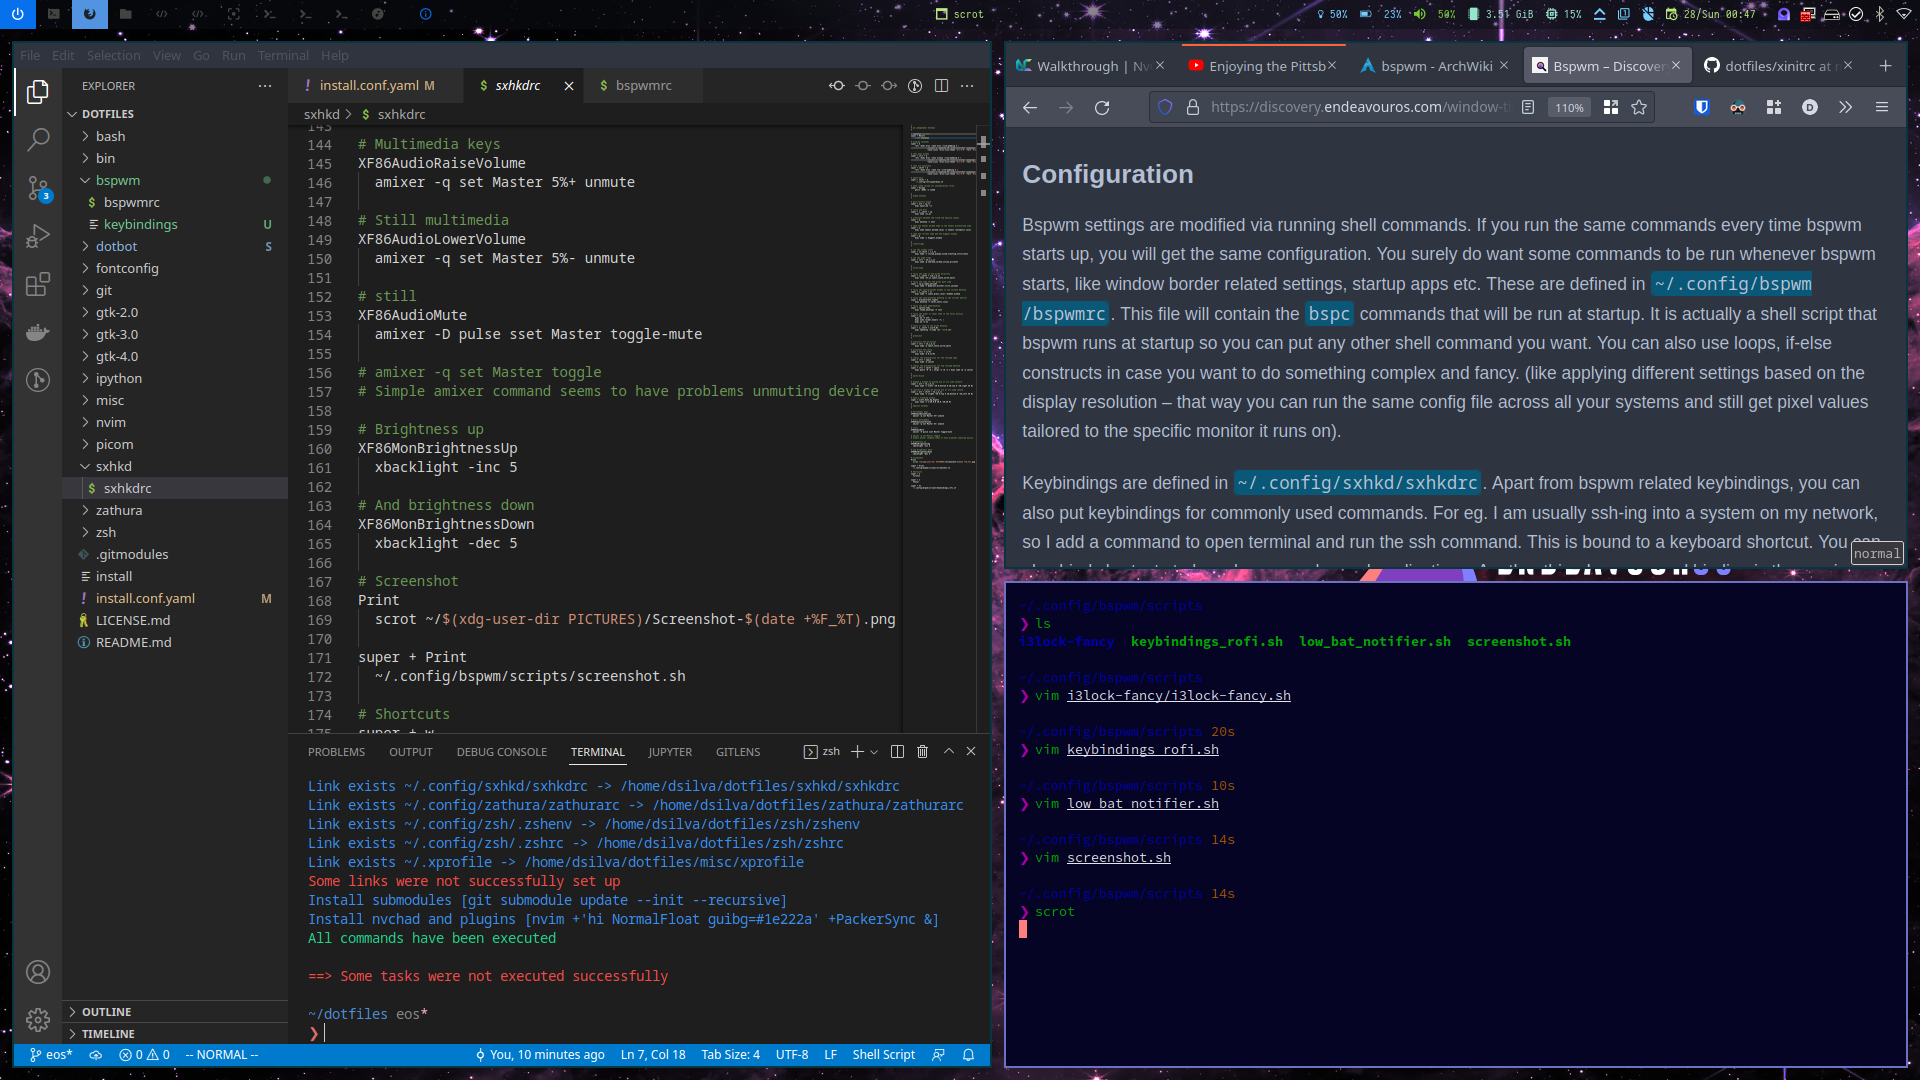 scrot
50%
23%
50%
3.51 GiB
15%
28/Sun 00:47
File Edit Selection View Go Run Terminal Help
EXPLORER
DOTFILES
bash
bin
bspwm
$ bspwmrc
keybindings U
dotbot S
fontconfig
git
gtk-2.0
gtk-3.0
gtk-4.0
ipython
misc
nvim
picom
sxhkd
$ sxhkdrc
zathura
zsh
.gitmodules
install
! install.conf.yaml M
LICENSE.md
README.md
OUTLINE
TIMELINE
3
! install.conf.yaml M
$ sxhkdrc
$ bspwmrc
sxhkd > $ sxhkdrc
143
144 # Multimedia keys
145 XF86AudioRaiseVolume
146 amixer -q set Master 5%+ unmute
147
148 # Still multimedia
149 XF86AudioLowerVolume
150 amixer -q set Master 5%- unmute
151
152 # still
153 XF86AudioMute
154 amixer -D pulse sset Master toggle-mute
155
156 # amixer -q set Master toggle
157 # Simple amixer command seems to have problems unmuting device
158
159 # Brightness up
160 XF86MonBrightnessUp
161 xbacklight -inc 5
162
163 # And brightness down
164 XF86MonBrightnessDown
165 xbacklight -dec 5
166
167 # Screenshot
168 Print
169 scrot ~/$(xdg-user-dir PICTURES)/Screenshot-$(date +%F_%T).png
170
171 super + Print
172 ~/.config/bspwm/scripts/screenshot.sh
173
174 # Shortcuts
175 super + w
PROBLEMS OUTPUT DEBUG CONSOLE TERMINAL JUPYTER GITLENS
zsh
Link exists ~/.config/sxhkd/sxhkdrc -> /home/dsilva/dotfiles/sxhkd/sxhkdrc
Link exists ~/.config/zathura/zathurarc -> /home/dsilva/dotfiles/zathura/zathurarc
Link exists ~/.config/zsh/.zshenv -> /home/dsilva/dotfiles/zsh/zshenv
Link exists ~/.config/zsh/.zshrc -> /home/dsilva/dotfiles/zsh/zshrc
Link exists ~/.xprofile -> /home/dsilva/dotfiles/misc/xprofile
Some links were not successfully set up
Install submodules [git submodule update --init --recursive]
Install nvchad and plugins [nvim +'hi NormalFloat guibg=#1e222a' +PackerSync &]
All commands have been executed
==> Some tasks were not executed successfully
~/dotfiles eos*
❯
eos* 0 0 -- NORMAL -- You, 10 minutes ago Ln 7, Col 18 Tab Size: 4 UTF-8 LF Shell Script
Walkthrough | Nv
Enjoying the Pittsb
bspwm - ArchWiki
Bspwm – Discover
dotfiles/xinitrc at
https://discovery.endeavouros.com/window-ti
110%
D
Configuration
Bspwm settings are modified via running shell commands. If you run the same commands every time bspwm
starts up, you will get the same configuration. You surely do want some commands to be run whenever bspwm
starts, like window border related settings, startup apps etc. These are defined in ~/.config/bspwm
/bspwmrc. This file will contain the bspc commands that will be run at startup. It is actually a shell script that
bspwm runs at startup so you can put any other shell command you want. You can also use loops, if-else
constructs in case you want to do something complex and fancy. (like applying different settings based on the
display resolution – that way you can run the same config file across all your systems and still get pixel values
tailored to the specific monitor it runs on).
Keybindings are defined in ~/.config/sxhkd/sxhkdrc. Apart from bspwm related keybindings, you can
also put keybindings for commonly used commands. For eg. I am usually ssh-ing into a system on my network,
so I add a command to open terminal and run the ssh command. This is bound to a keyboard shortcut. You can
normal
~/.config/bspwm/scripts
❯ ls
i3lock-fancy keybindings_rofi.sh low_bat_notifier.sh screenshot.sh
~/.config/bspwm/scripts
❯ vim i3lock-fancy/i3lock-fancy.sh
~/.config/bspwm/scripts 20s
❯ vim keybindings_rofi.sh
~/.config/bspwm/scripts 10s
❯ vim low_bat_notifier.sh
~/.config/bspwm/scripts 14s
❯ vim screenshot.sh
~/.config/bspwm/scripts 14s
❯ scrot